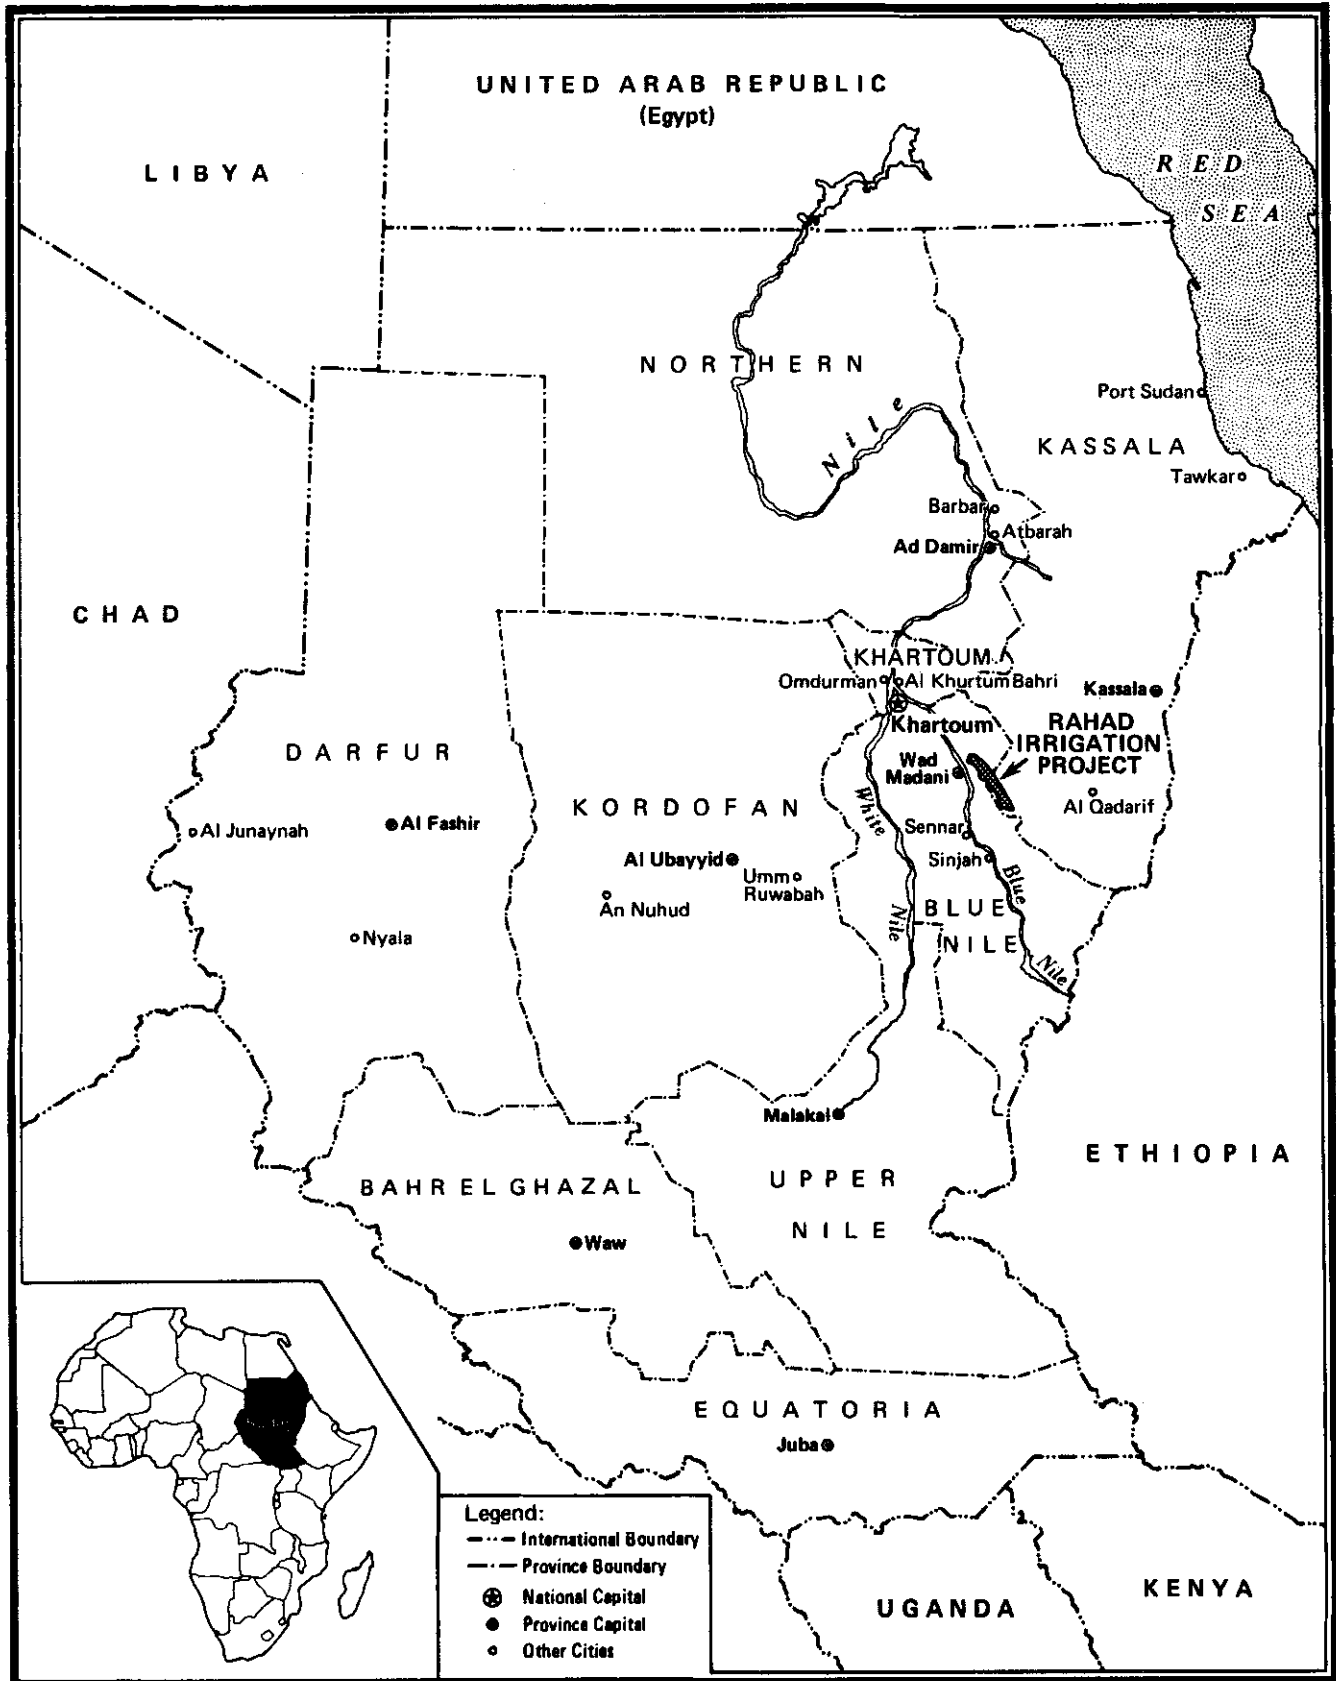 UNITED ARAB REPUBLIC
(Egypt)
LIBYA
RED
SEA
NORTHERN
Nile
Port Sudan
KASSALA
Tawkar
Barbar
Atbarah
Ad Damir
CHAD
KHARTOUM
Omdurman
Al Khurtum Bahri
Kassala
Khartoum
RAHAD
IRRIGATION
PROJECT
DARFUR
Wad
Madani
KORDOFAN
White
Nile
Al Qadarif
Al Junaynah
Al Fashir
Sennar
Al Ubayyid
Sinjah
Umm
Ruwabah
Blue
Nile
An Nuhud
BLUE
NILE
Nyala
Malakal
ETHIOPIA
BAHR EL GHAZAL
UPPER
NILE
Waw
EQUATORIA
Juba
Legend:
International Boundary
Province Boundary
National Capital
Province Capital
Other Cities
UGANDA
KENYA